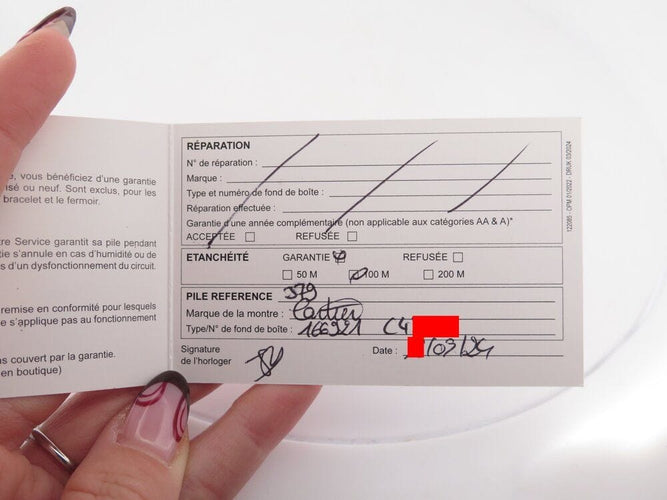 , vous bénéficiez d'une garantie
isé ou neuf. Sont exclus, pour les
bracelet et le fermoir.
re Service garantit sa pile pendant
ie s'annule en cas d'humidité ou de
s d'un dysfonctionnement du circuit.
remise en conformité pour lesquels
e s'applique pas au fonctionnement
s couvert par la garantie.
en boutique)
RÉPARATION
N° de réparation :
Marque :
Type et numéro de fond de boîte :
Réparation effectuée :
Garantie d'une année complémentaire (non applicable aux catégories AA & A)*
ACCEPTÉE REFUSÉE
ETANCHÉITÉ GARANTIE REFUSÉE
50 M 100 M 200 M
PILE REFERENCE 379
Marque de la montre : Cartier
Type/N° de fond de boîte : 166921 C4
Signature
de l'horloger
Date : /03/24
122085 - OPM 01/2022 - DRUK 03/2024